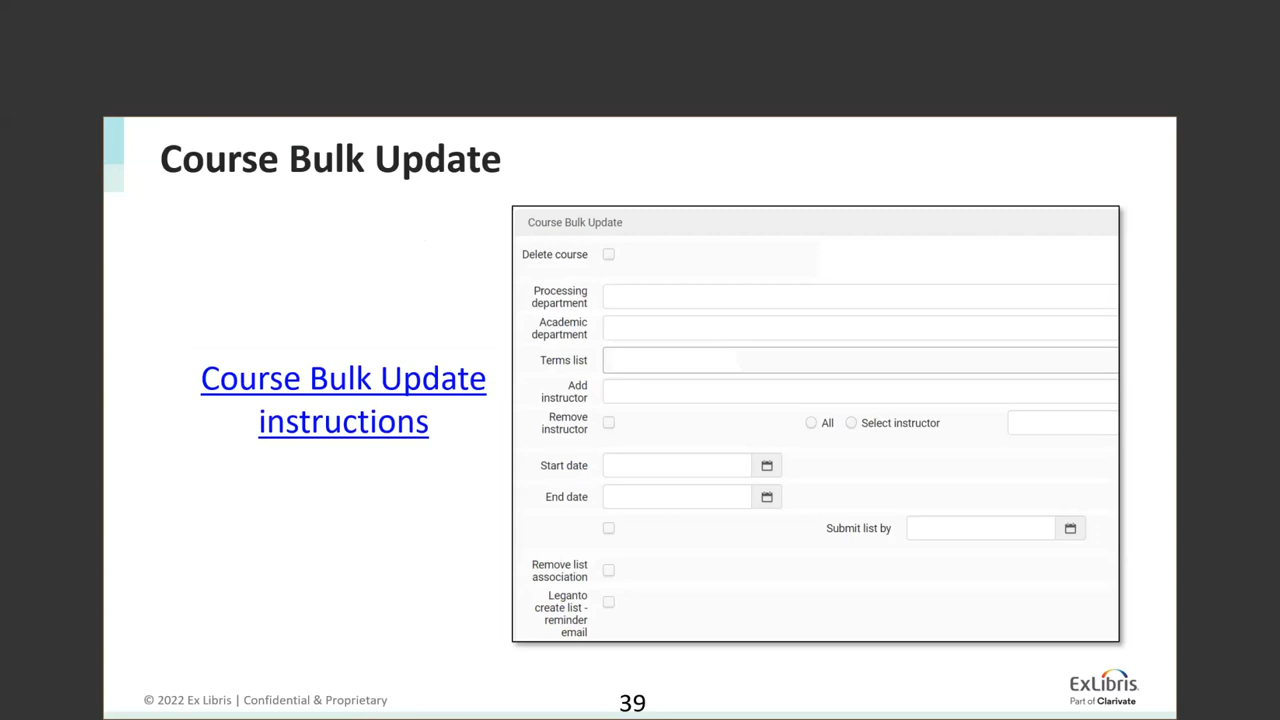 Course Bulk Update
Course Bulk Update
instructions
Course Bulk Update
Delete course
Processing
department
Academic
department
Terms list
Add
instructor
Remove
instructor
All
Select instructor
Start date
End date
Submit list by
Remove list
association
Leganto
create list -
reminder
email
© 2022 Ex Libris | Confidential & Proprietary
39
ExLibris
Part of Clarivate